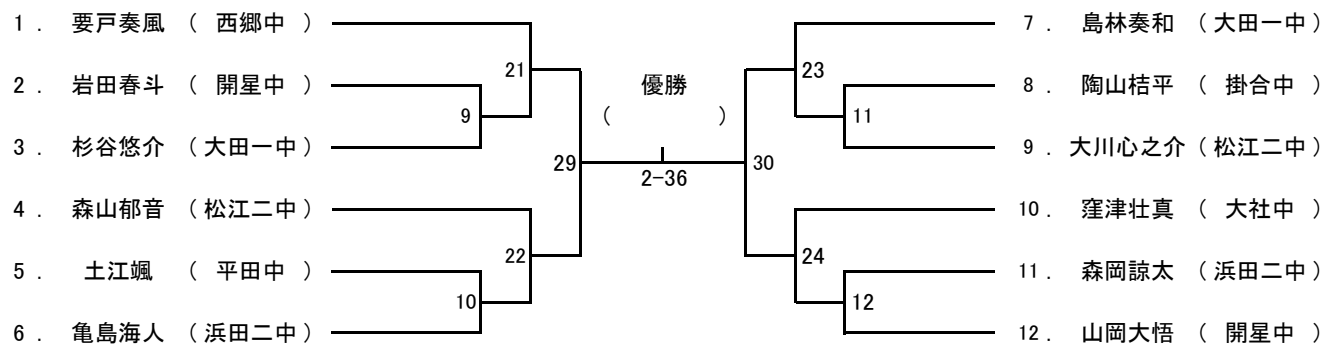 1 . 要戸奏風 ( 西郷中 )
2 . 岩田春斗 ( 開星中 )
3 . 杉谷悠介 ( 大田一中 )
4 . 森山郁音 ( 松江二中 )
5 . 土江颯 ( 平田中 )
6 . 亀島海人 ( 浜田二中 )
21
9
29
22
10
優勝
( )
2-36
23
11
30
24
12
7 . 島林奏和 ( 大田一中 )
8 . 陶山桔平 ( 掛合中 )
9 . 大川心之介 ( 松江二中 )
10 . 窪津壮真 ( 大社中 )
11 . 森岡諒太 ( 浜田二中 )
12 . 山岡大悟 ( 開星中 )